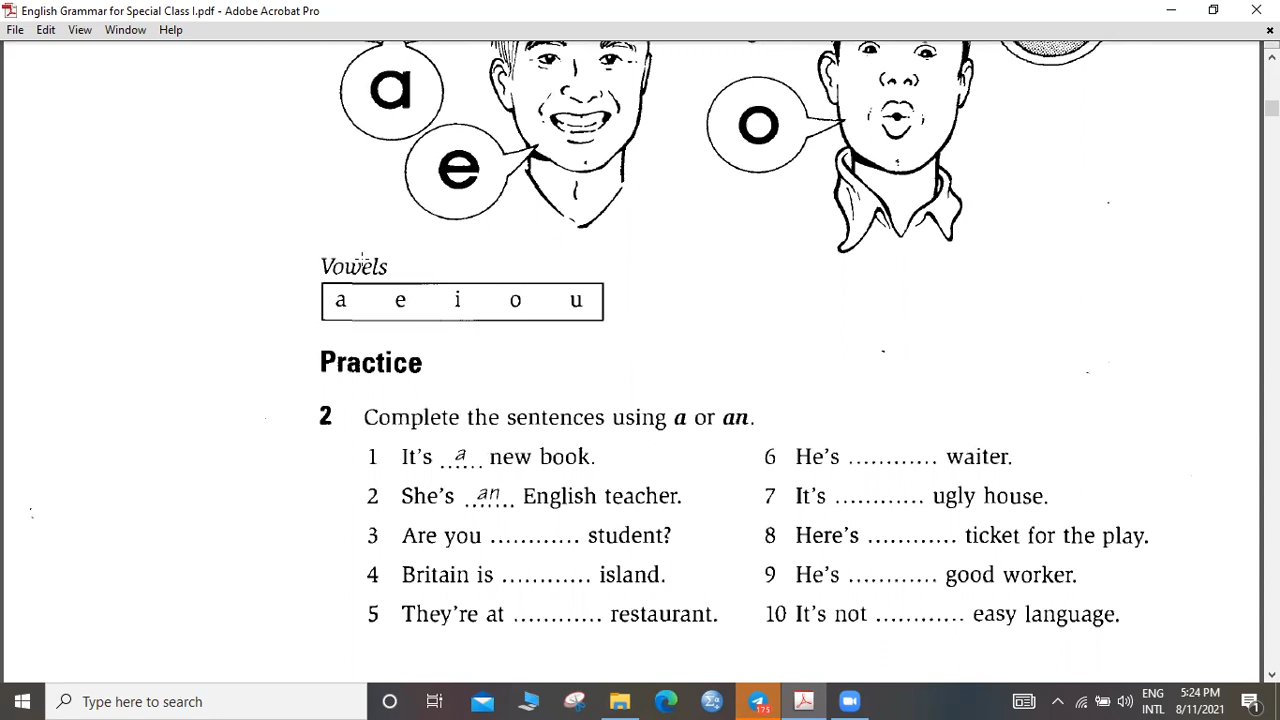 English Grammar for Special Class I.pdf - Adobe Acrobat Pro
File Edit View Window Help
a
e
o
Vowels
a e i o u
Practice
2 Complete the sentences using a or an.
1 It's ..a... new book.
2 She's ..an... English teacher.
3 Are you ............ student?
4 Britain is ............ island.
5 They're at ............ restaurant.
6 He's ............ waiter.
7 It's ............ ugly house.
8 Here's ............ ticket for the play.
9 He's ............ good worker.
10 It's not ............ easy language.
Type here to search
175
ENG
INTL
5:24 PM
8/11/2021
1